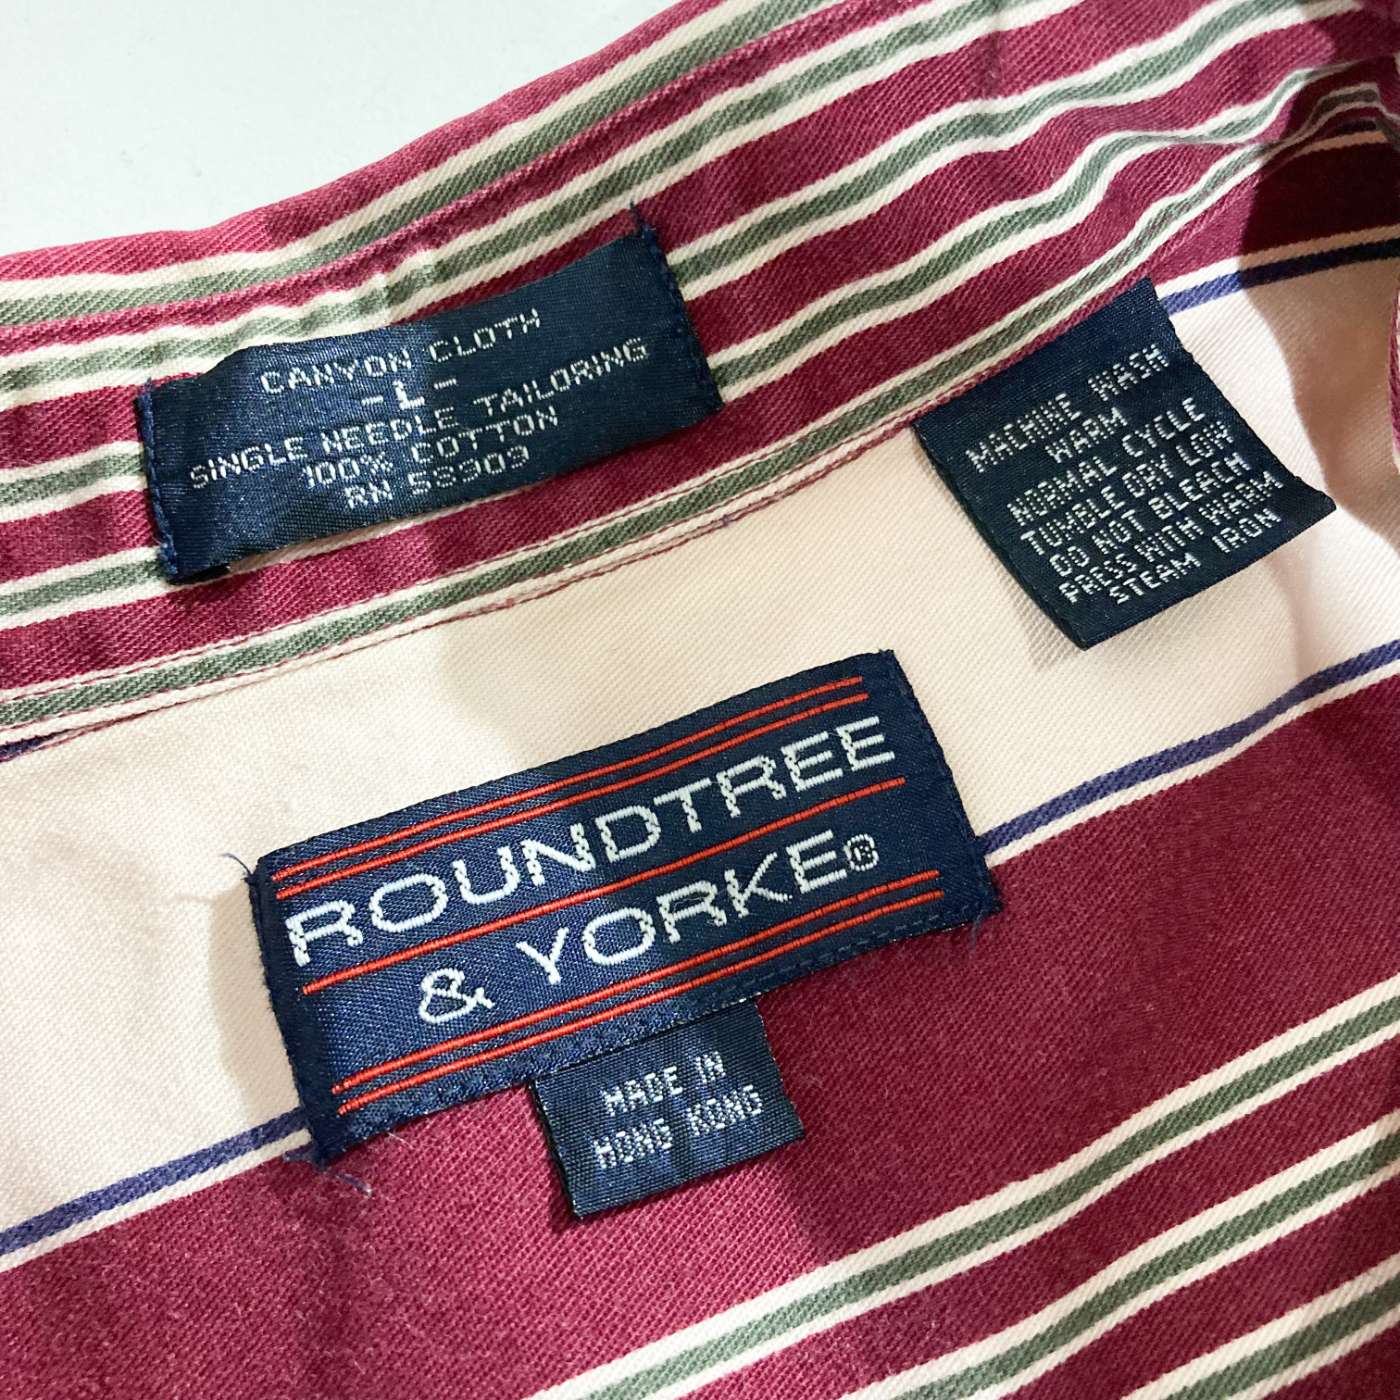 CANYON CLOTH
- L -
SINGLE NEEDLE TAILORING
100% COTTON
RN 58909
MACHINE WASH
WARM
NORMAL CYCLE
TUMBLE DRY LOW
DO NOT BLEACH
PRESS WITH WARM
STEAM IRON
ROUNDTREE
& YORKE®
MADE IN
HONG KONG